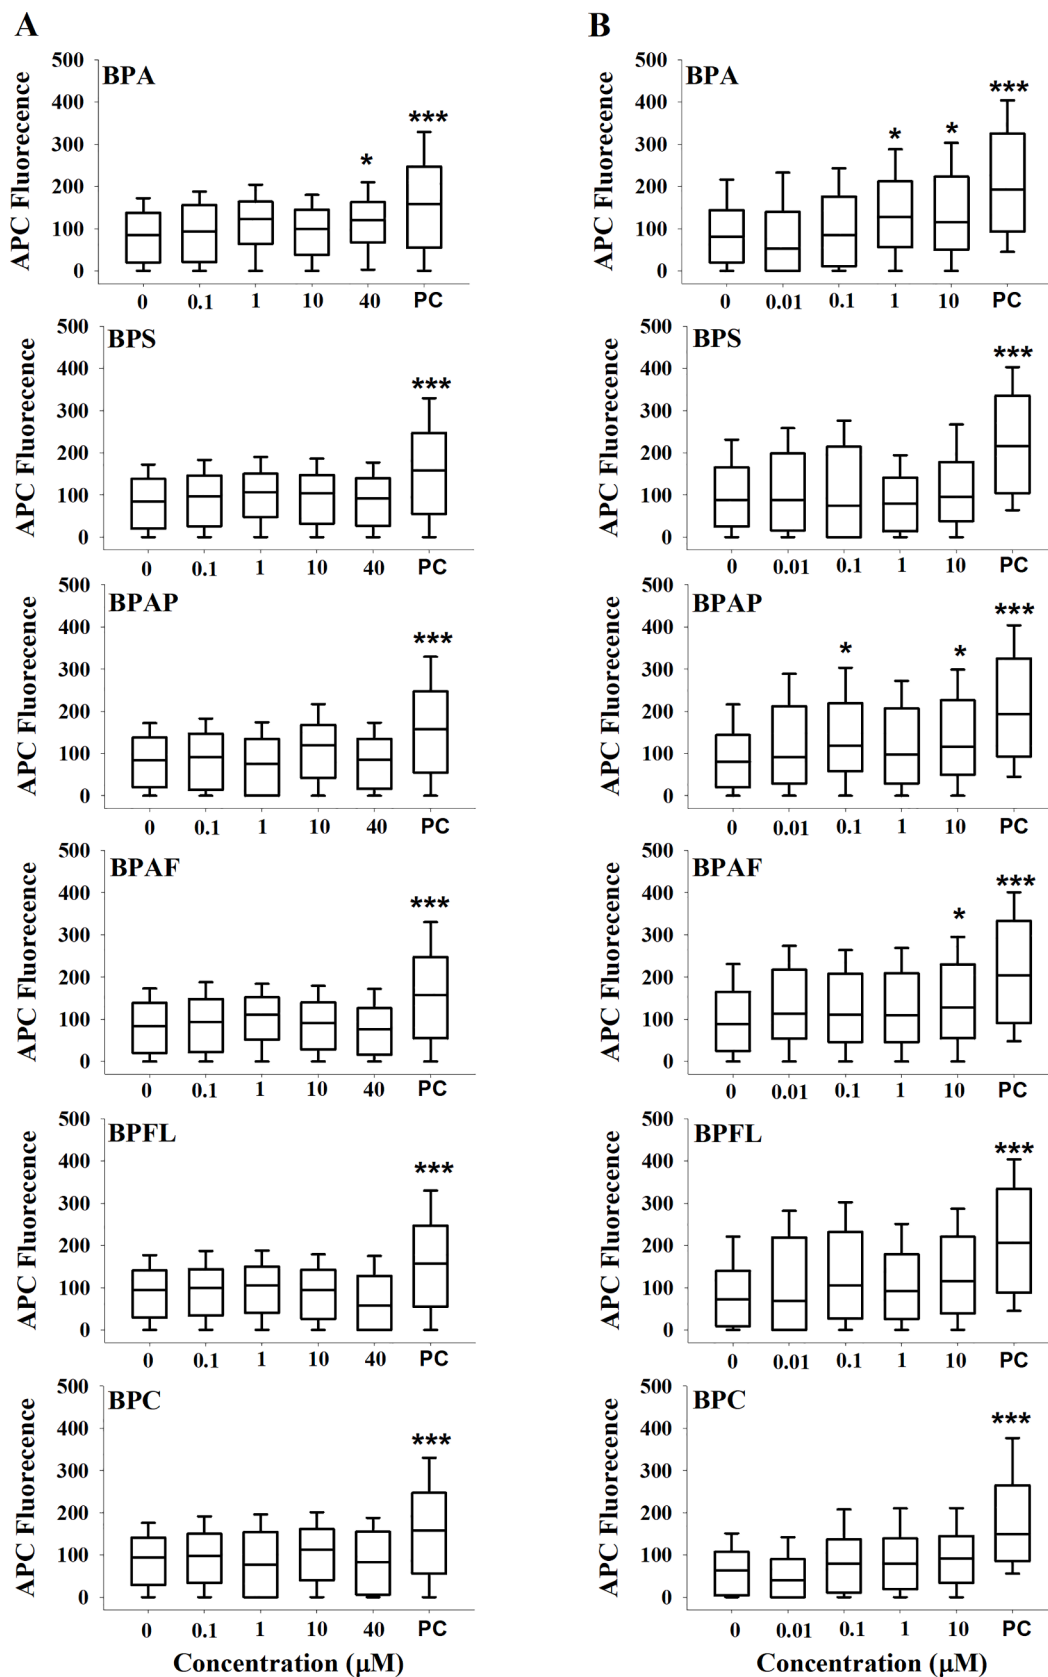 A
B
500
400
300
200
100
0
APC Fluorecence
BPA
*
***
0 0.1 1 10 40 PC
500
400
300
200
100
0
APC Fluorecence
BPA
*
*
***
0 0.01 0.1 1 10 PC
500
400
300
200
100
0
APC Fluorecence
BPS
***
0 0.1 1 10 40 PC
500
400
300
200
100
0
APC Fluorecence
BPS
***
0 0.01 0.1 1 10 PC
500
400
300
200
100
0
APC Fluorecence
BPAP
***
0 0.1 1 10 40 PC
500
400
300
200
100
0
APC Fluorecence
BPAP
*
*
***
0 0.01 0.1 1 10 PC
500
400
300
200
100
0
APC Fluorecence
BPAF
***
0 0.1 1 10 40 PC
500
400
300
200
100
0
APC Fluorecence
BPAF
*
***
0 0.01 0.1 1 10 PC
500
400
300
200
100
0
APC Fluorecence
BPFL
***
0 0.1 1 10 40 PC
500
400
300
200
100
0
APC Fluorecence
BPFL
***
0 0.01 0.1 1 10 PC
500
400
300
200
100
0
APC Fluorecence
BPC
***
0 0.1 1 10 40 PC
Concentration (μM)
500
400
300
200
100
0
APC Fluorecence
BPC
***
0 0.01 0.1 1 10 PC
Concentration (μM)